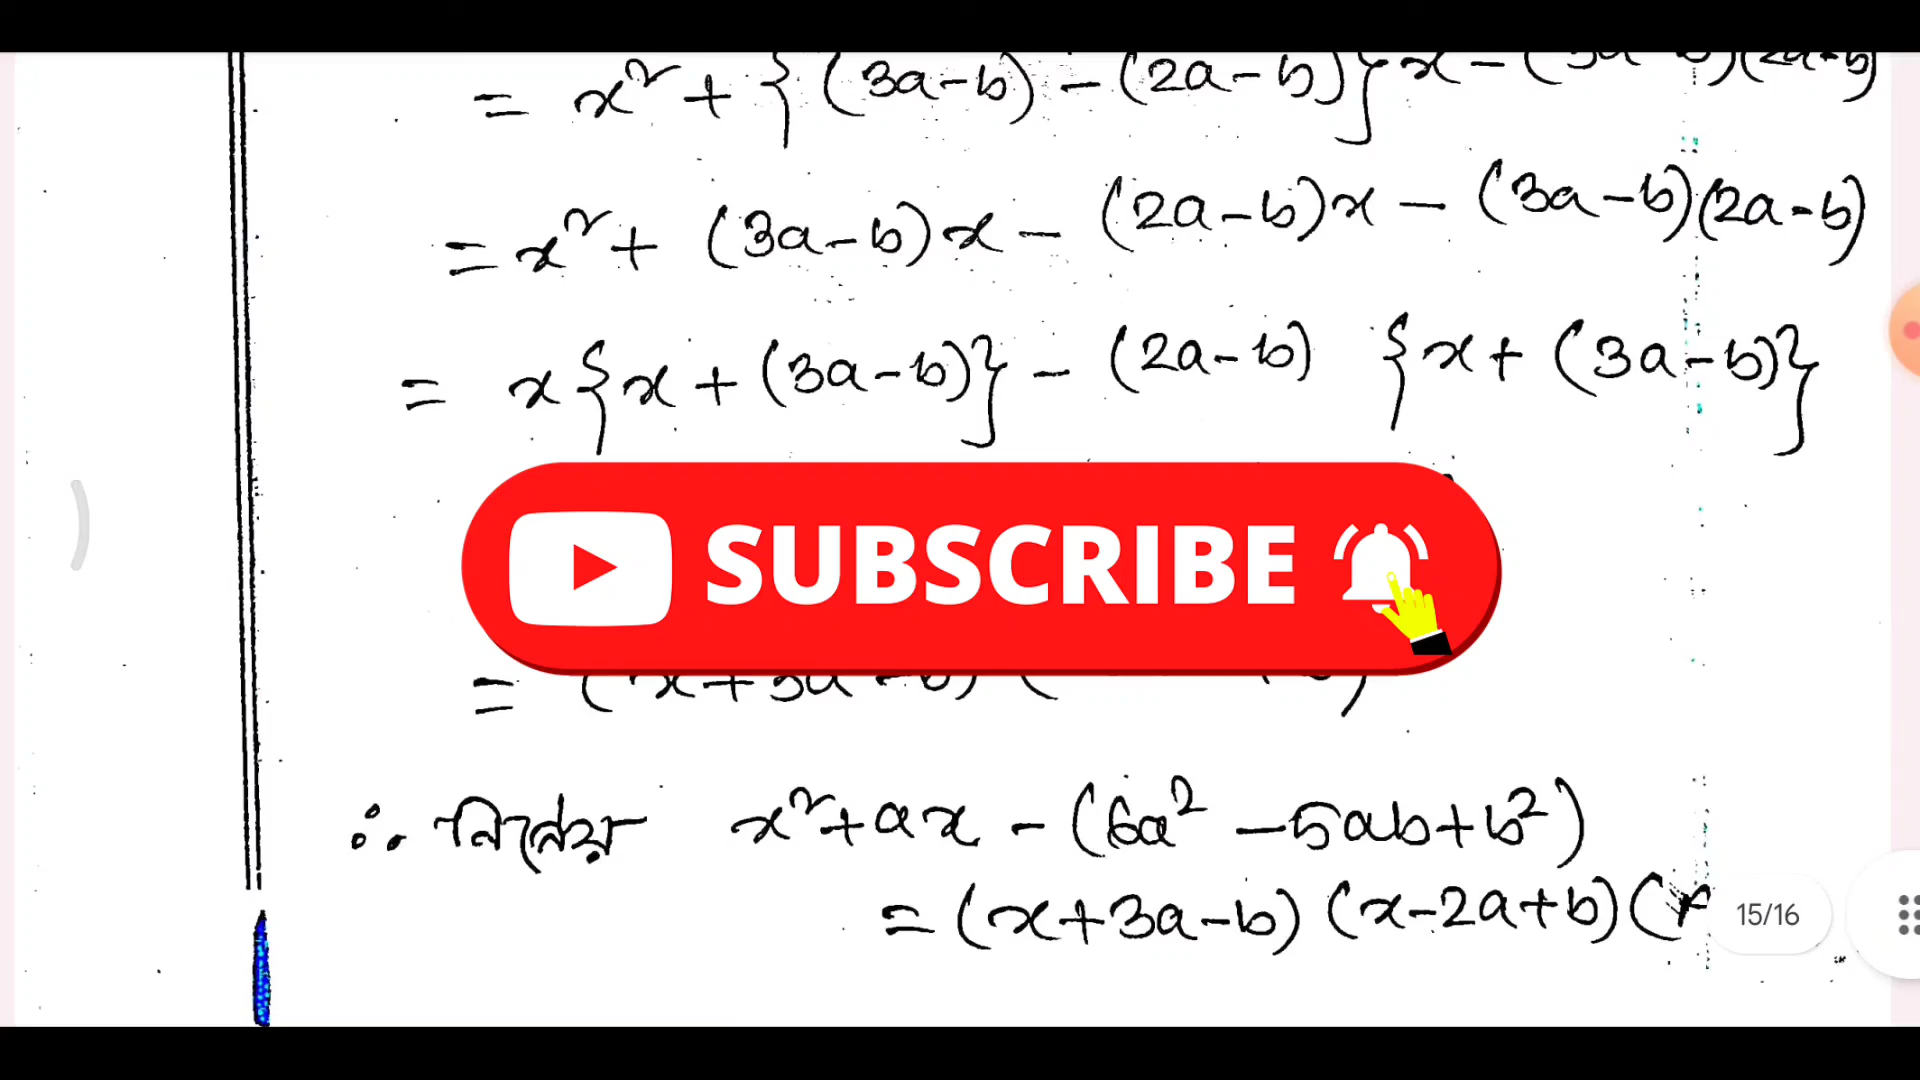 = x² + {(3a-b) - (2a-b)}x - (3a-b)(2a-b)
= x² + (3a-b)x - (2a-b)x - (3a-b)(2a-b)
= x{x + (3a-b)} - (2a-b) {x + (3a-b)}
SUBSCRIBE
= (x+3a-b)(
∴ নির্ণেয় x²+ax - (6a² -5ab+b²)
= (x+3a-b) (x-2a+b) (
15/16